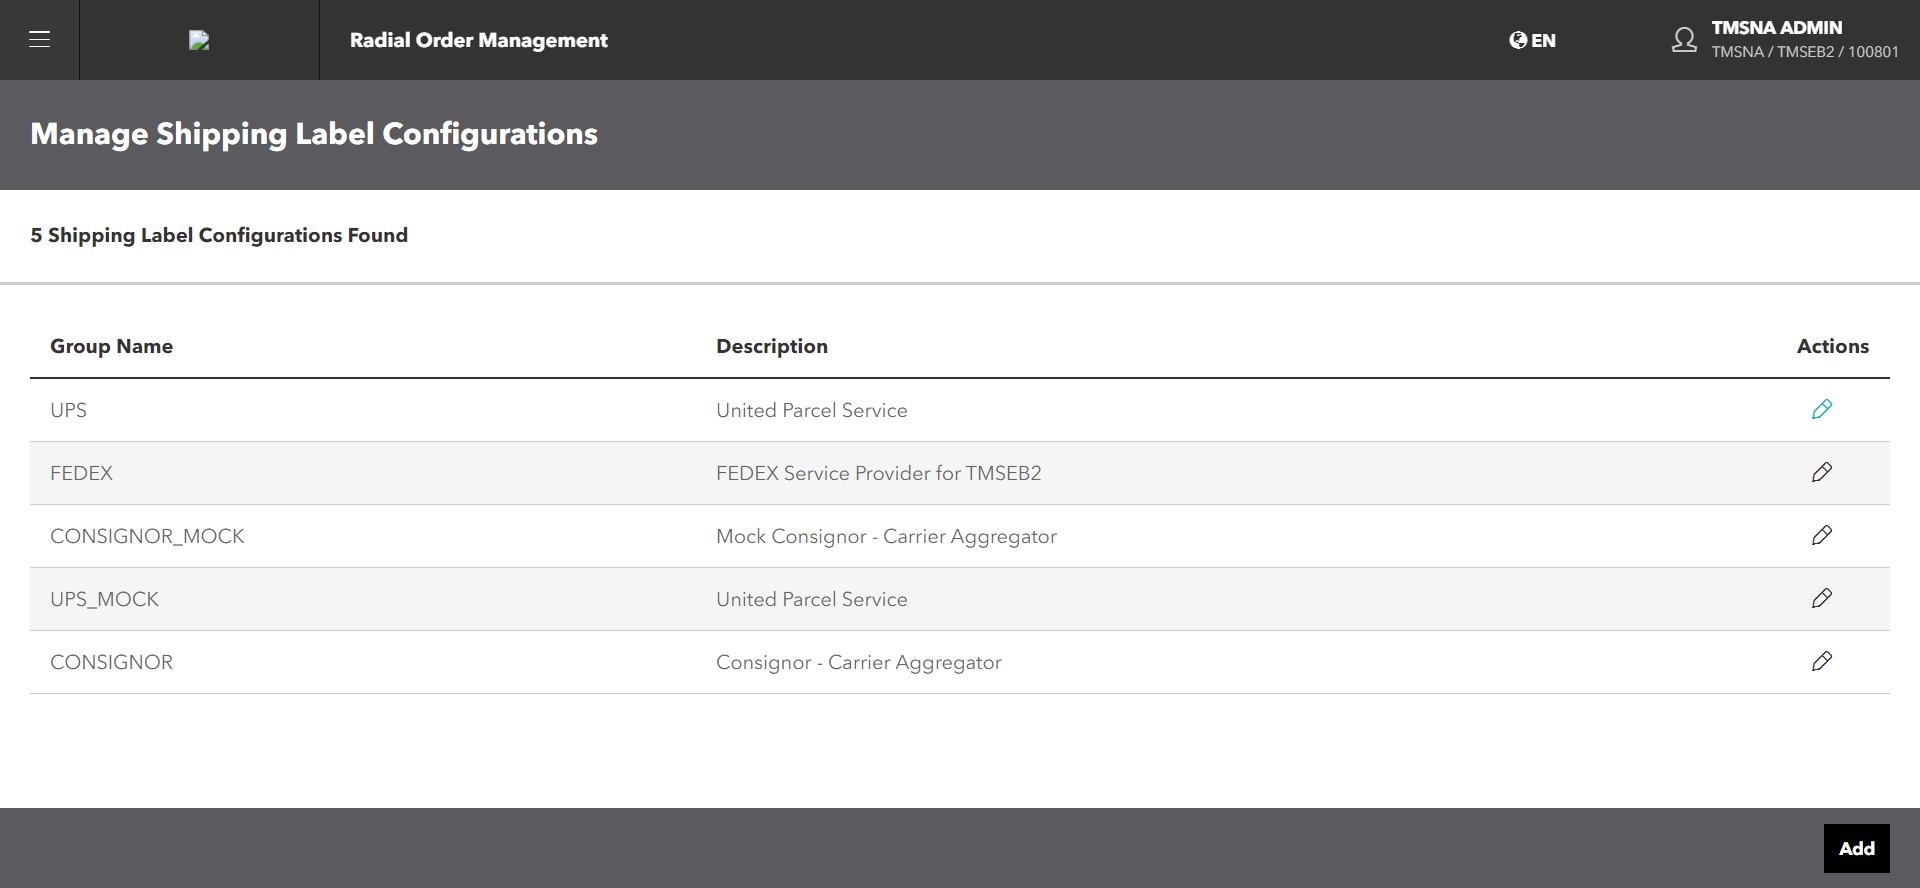 Radial Order Management
EN
TMSNA ADMIN
TMSNA / TMSEB2 / 100801
Manage Shipping Label Configurations
5 Shipping Label Configurations Found
Group Name Description Actions
UPS United Parcel Service
FEDEX FEDEX Service Provider for TMSEB2
CONSIGNOR_MOCK Mock Consignor - Carrier Aggregator
UPS_MOCK United Parcel Service
CONSIGNOR Consignor - Carrier Aggregator
Add